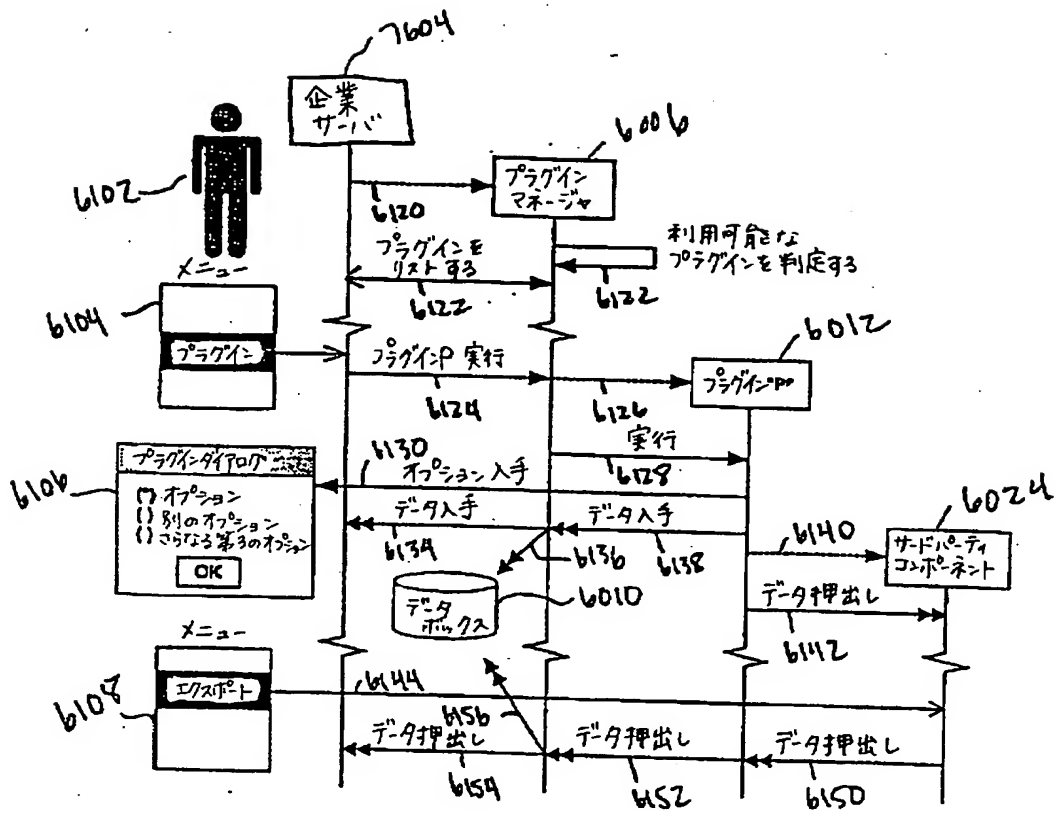 7604
企業
サーバ
6006
プラグイン
マネージャ
6102
6120
利用可能な
プラグインを判定する
プラグインを
リストする
6122
6122
メニュー
6104
プラグイン
6012
プラグインP 実行
プラグイン"P"
6124
6126
実行
6128
6130
オプション入手
プラグインダイアログ
6106
(*) オプション
( ) 別のオプション
( ) さらなる第3のオプション
OK
データ入手
データ入手
6134
6136
6138
6024
6140
サードパーティ
コンポーネント
データ
ボックス
6010
データ押出し
6142
メニュー
6108
エクスポート
6144
6156
データ押出し
データ押出し
データ押出し
6154
6152
6150